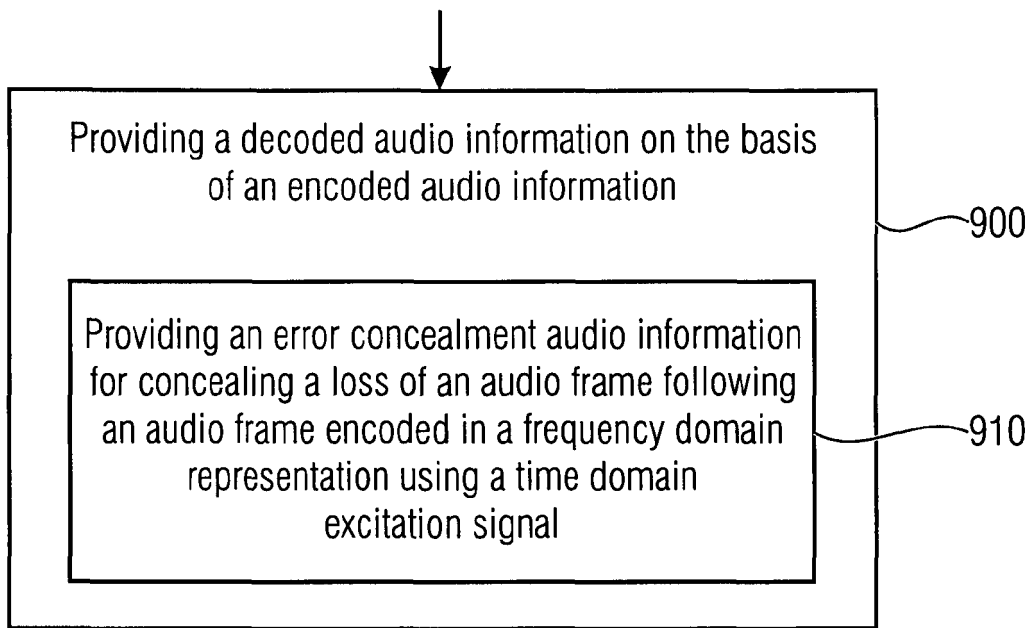 Providing a decoded audio information on the basis
of an encoded audio information
900
Providing an error concealment audio information
for concealing a loss of an audio frame following
an audio frame encoded in a frequency domain
representation using a time domain
excitation signal
910